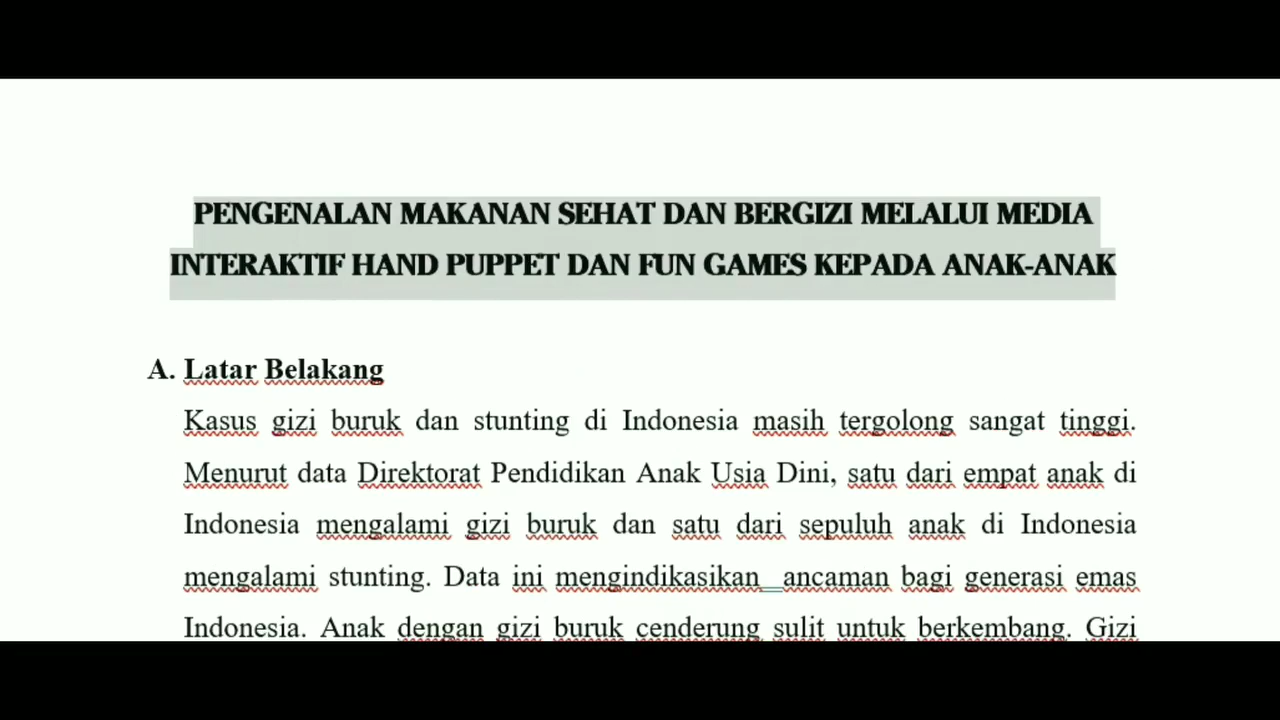 PENGENALAN MAKANAN SEHAT DAN BERGIZI MELALUI MEDIA
INTERAKTIF HAND PUPPET DAN FUN GAMES KEPADA ANAK-ANAK
A. Latar Belakang
Kasus gizi buruk dan stunting di Indonesia masih tergolong sangat tinggi.
Menurut data Direktorat Pendidikan Anak Usia Dini, satu dari empat anak di
Indonesia mengalami gizi buruk dan satu dari sepuluh anak di Indonesia
mengalami stunting. Data ini mengindikasikan ancaman bagi generasi emas
Indonesia. Anak dengan gizi buruk cenderung sulit untuk berkembang. Gizi